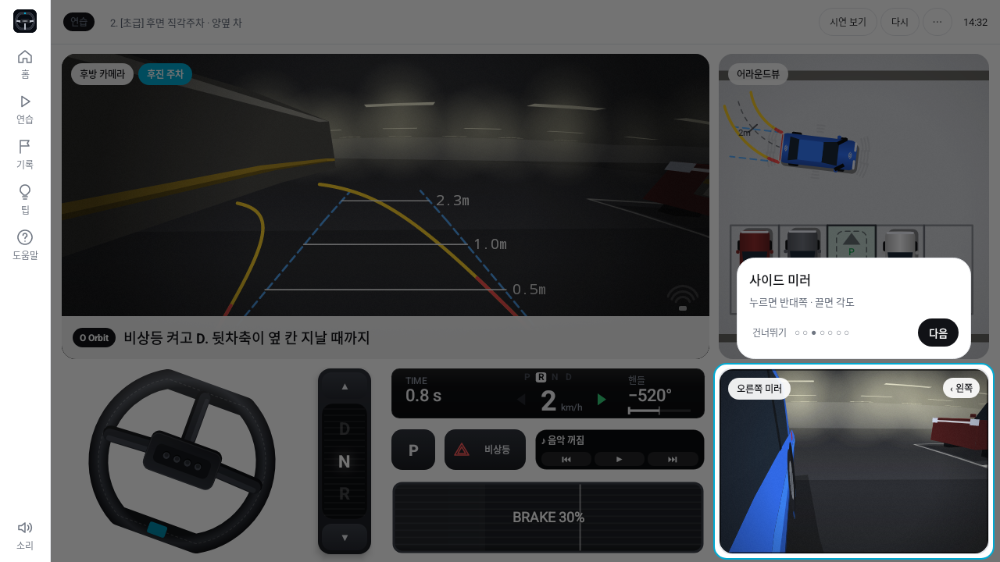 홈
연습
기록
팁
도움말
소리
연습
2. [초급] 후면 직각주차 · 양옆 차
시연 보기
다시
···
14:32
후방 카메라
후진 주차
2.3m
1.0m
0.5m
O Orbit
비상등 켜고 D. 뒷차축이 옆 칸 지날 때까지
어라운드뷰
2m
P
사이드 미러
누르면 반대쪽 · 끌면 각도
건너뛰기
다음
D
N
R
TIME
0.8 s
P R N D
2 km/h
핸들
−520°
P
비상등
♪ 음악 꺼짐
BRAKE 30%
오른쪽 미러
‹ 왼쪽